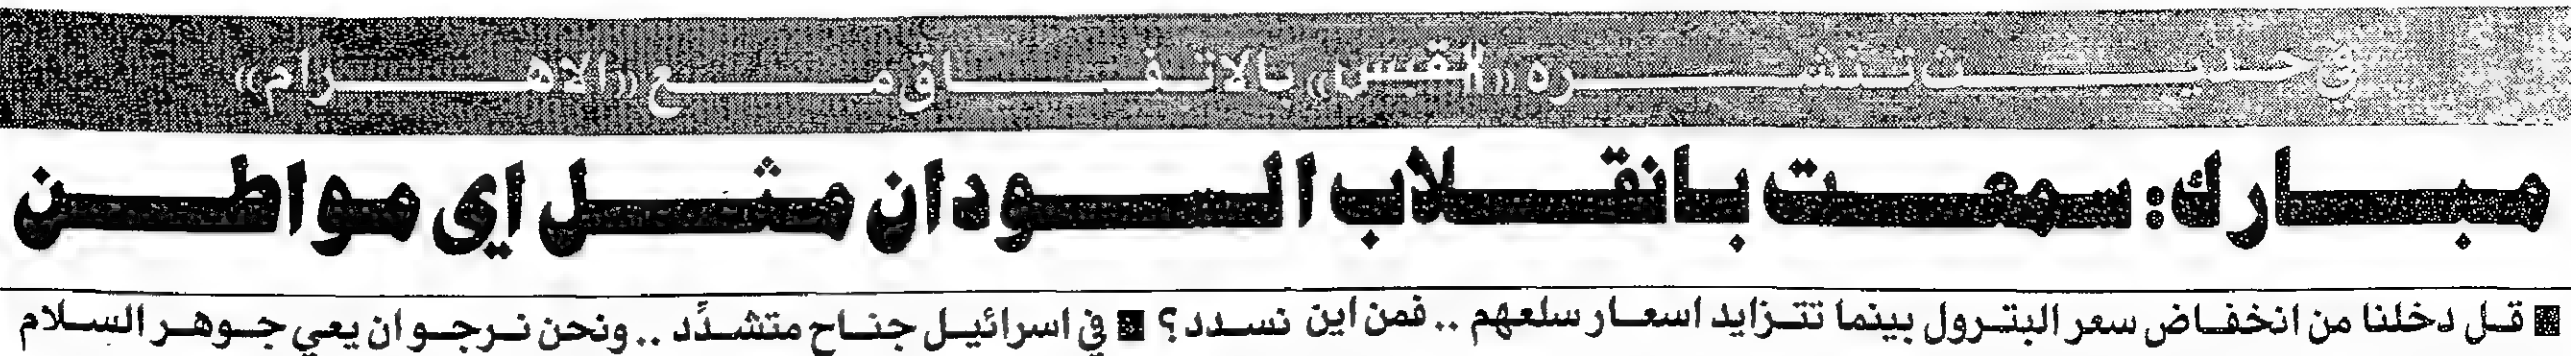 في حديث تنشره «القبس» بالاتفاق مع «الاهرام»
مبارك: سمعت بانقلاب السودان مثل اي مواطن
قل دخلنا من انخفاض سعر البترول بينما تتزايد اسعار سلعهم .. فمن اين نسدد؟ في اسرائيل جناح متشدَّد .. ونحن نرجو ان يعي جوهر السلام